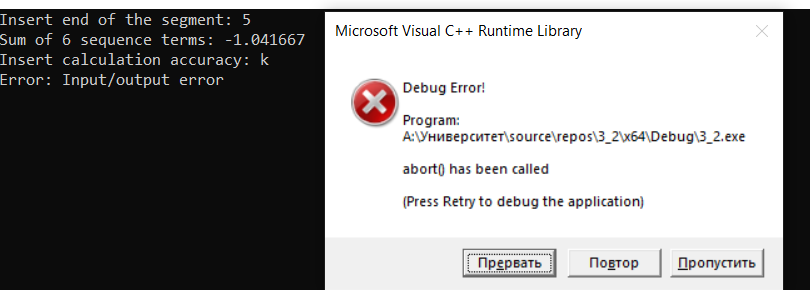 Insert end of the segment: 5
Sum of 6 sequence terms: -1.041667
Insert calculation accuracy: k
Error: Input/output error
Microsoft Visual C++ Runtime Library
Debug Error!
Program:
A:\Университет\source\repos\3_2\x64\Debug\3_2.exe
abort() has been called
(Press Retry to debug the application)
Прервать
Повтор
Пропустить